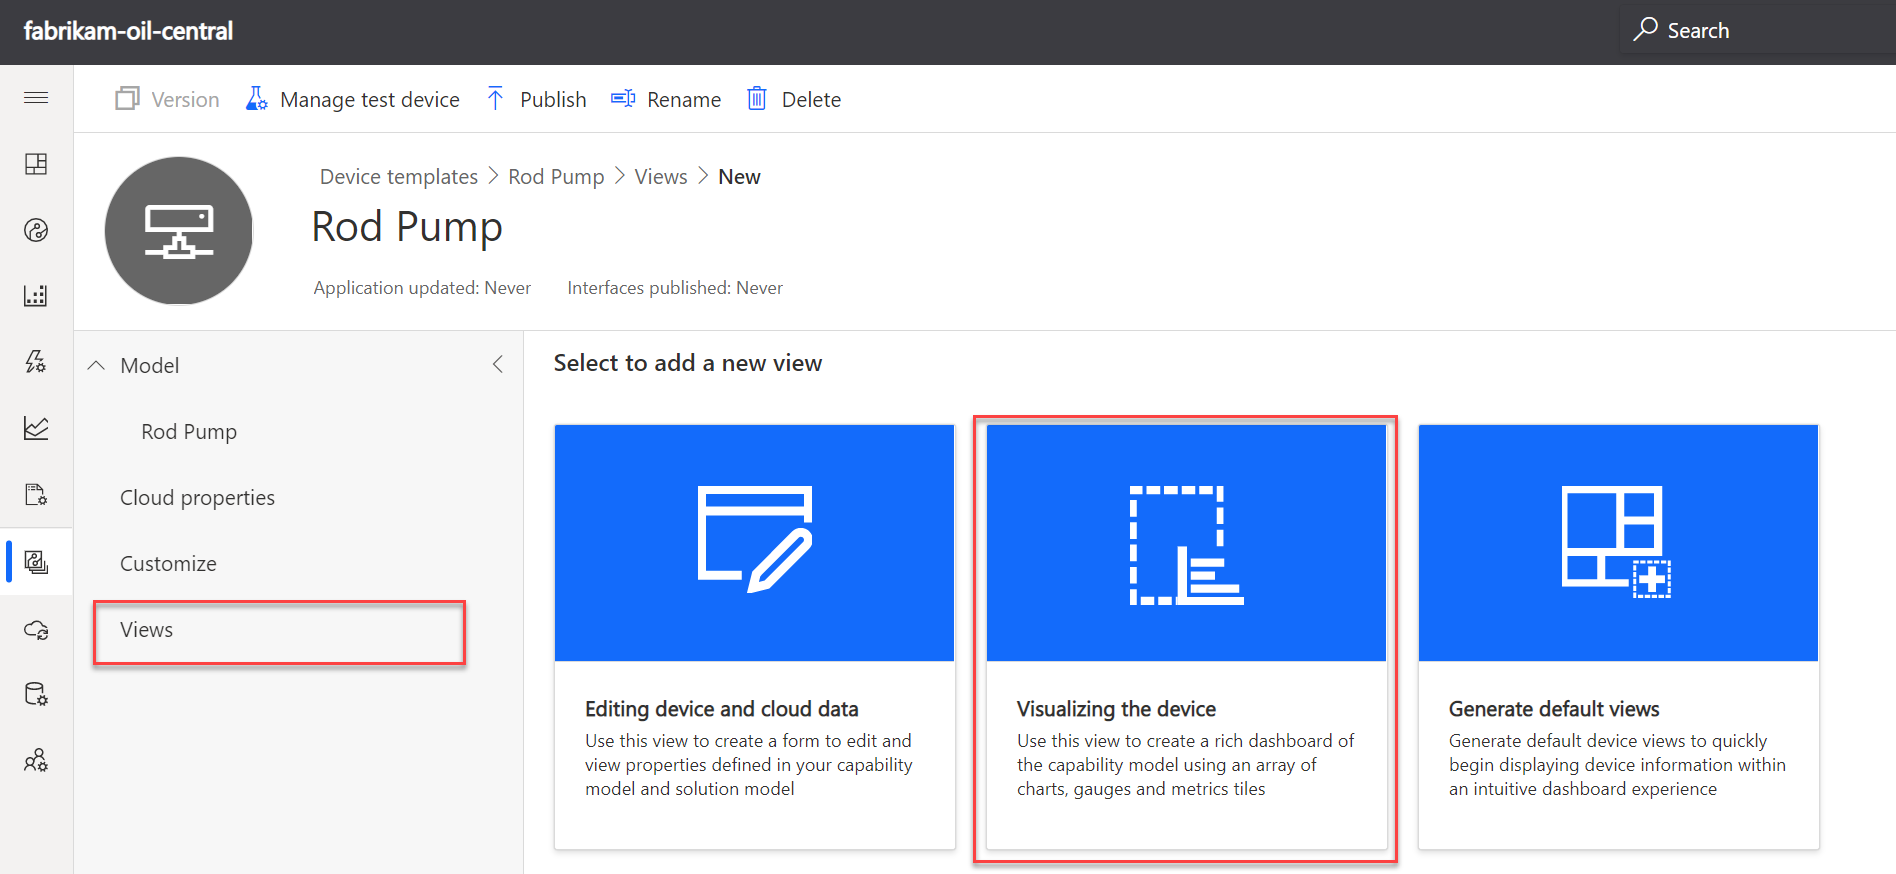 fabrikam-oil-central
Search
Version
Manage test device
Publish
Rename
Delete
Device templates > Rod Pump > Views > New
Rod Pump
Application updated: Never
Interfaces published: Never
Model
Rod Pump
Cloud properties
Customize
Views
Select to add a new view
Editing device and cloud data
Use this view to create a form to edit and
view properties defined in your capability
model and solution model
Visualizing the device
Use this view to create a rich dashboard of
the capability model using an array of
charts, gauges and metrics tiles
Generate default views
Generate default device views to quickly
begin displaying device information within
an intuitive dashboard experience